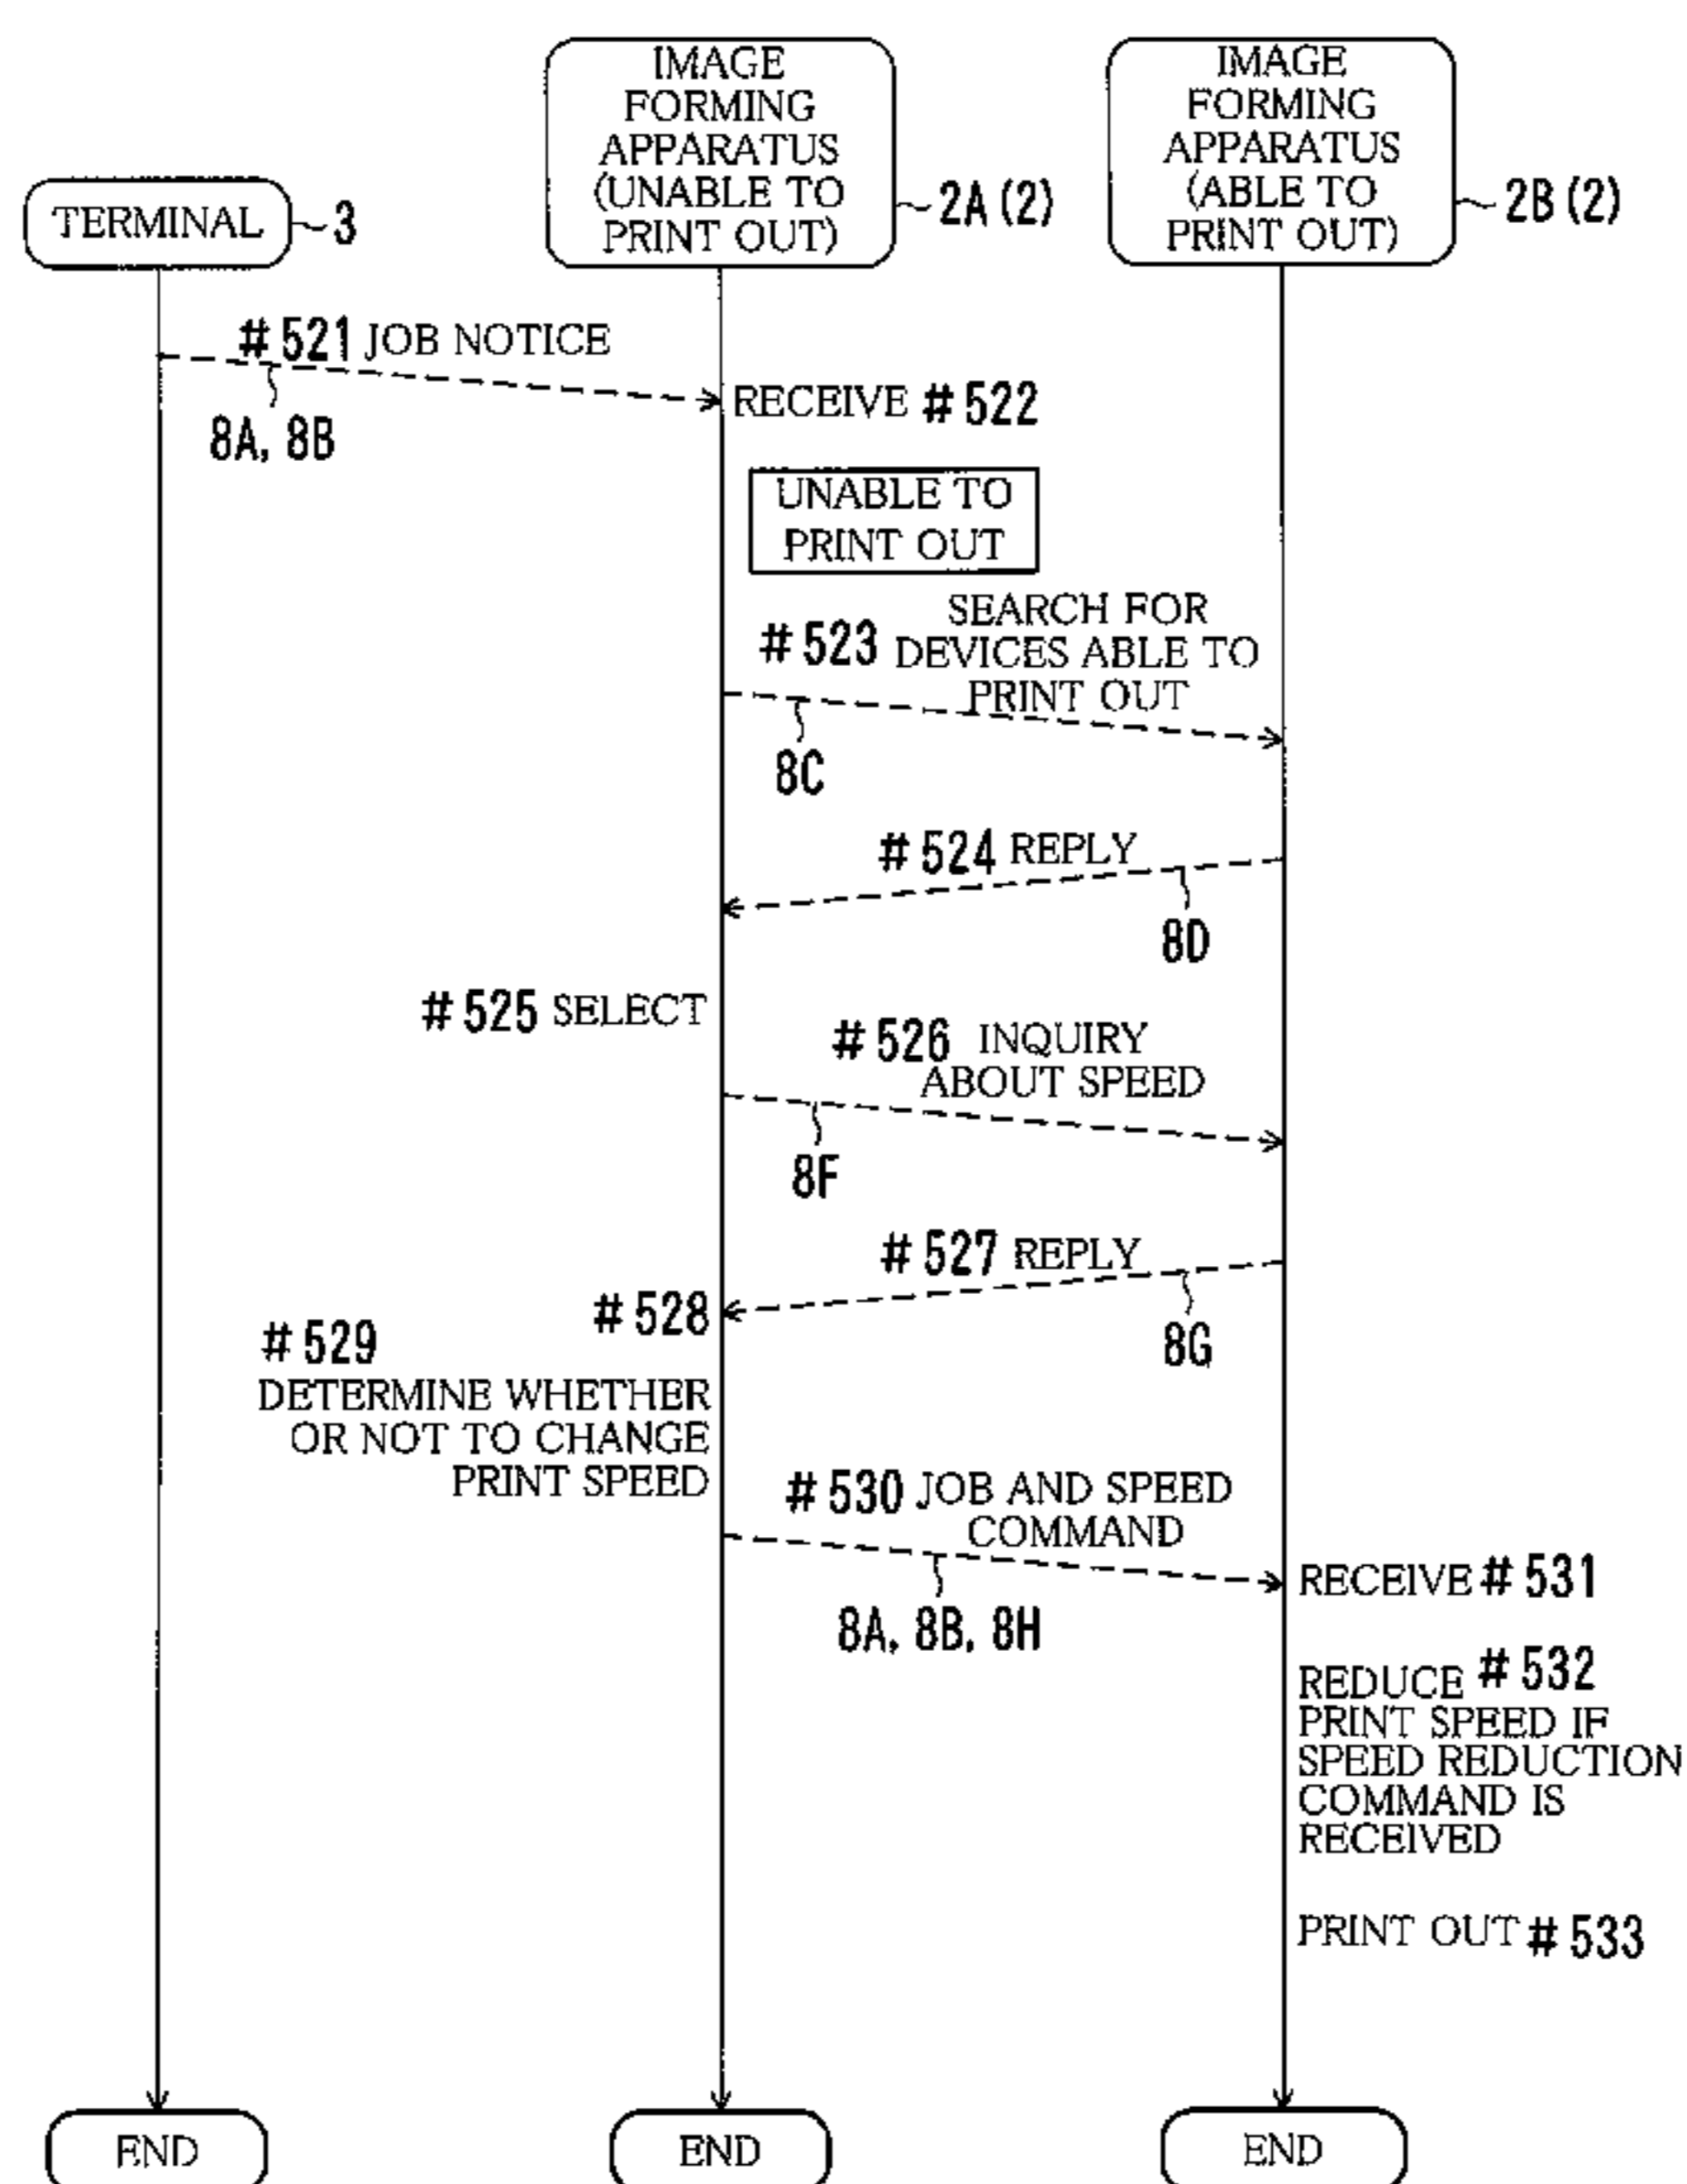 TERMINAL
3
IMAGE
FORMING
APPARATUS
(UNABLE TO
PRINT OUT)
2A (2)
IMAGE
FORMING
APPARATUS
(ABLE TO
PRINT OUT)
2B (2)
#521 JOB NOTICE
8A, 8B
RECEIVE #522
UNABLE TO
PRINT OUT
#523 SEARCH FOR
DEVICES ABLE TO
PRINT OUT
8C
#524 REPLY
8D
#525 SELECT
#526 INQUIRY
ABOUT SPEED
8F
#527 REPLY
8G
#528
#529
DETERMINE WHETHER
OR NOT TO CHANGE
PRINT SPEED
#530 JOB AND SPEED
COMMAND
8A, 8B, 8H
RECEIVE #531
REDUCE #532
PRINT SPEED IF
SPEED REDUCTION
COMMAND IS
RECEIVED
PRINT OUT #533
END
END
END